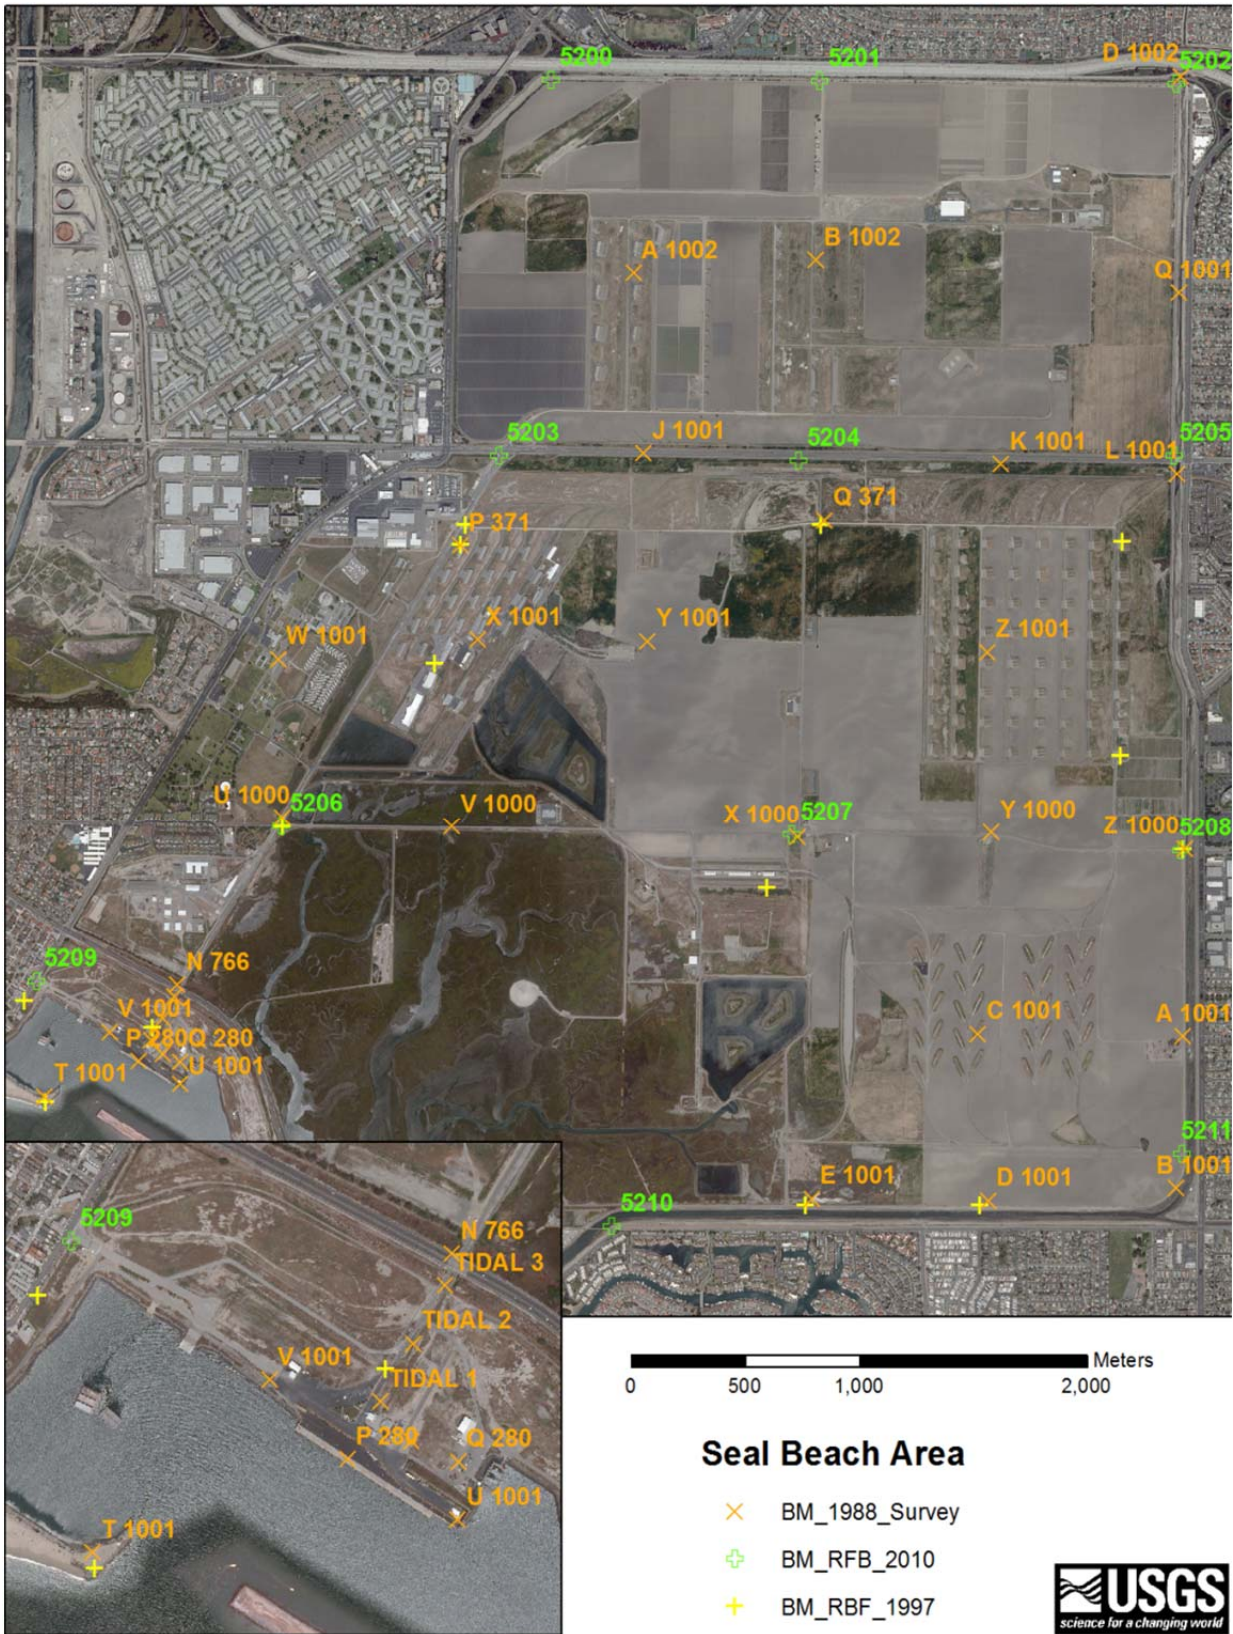 5200
5201
D 1002
5202
A 1002
B 1002
Q 1001
5203
J 1001
5204
K 1001
L 1001
5205
P 371
Q 371
W 1001
X 1001
Y 1001
Z 1001
U 1000
5206
V 1000
X 1000
5207
Y 1000
Z 1000
5208
5209
N 766
V 1001
P 280
Q 280
U 1001
T 1001
C 1001
A 1001
5211
B 1001
E 1001
D 1001
5210
5209
N 766
TIDAL 3
TIDAL 2
V 1001
TIDAL 1
P 280
Q 280
U 1001
T 1001
Meters
0 500 1,000 2,000
Seal Beach Area
BM_1988_Survey
BM_RFB_2010
BM_RBF_1997
USGS
science for a changing world